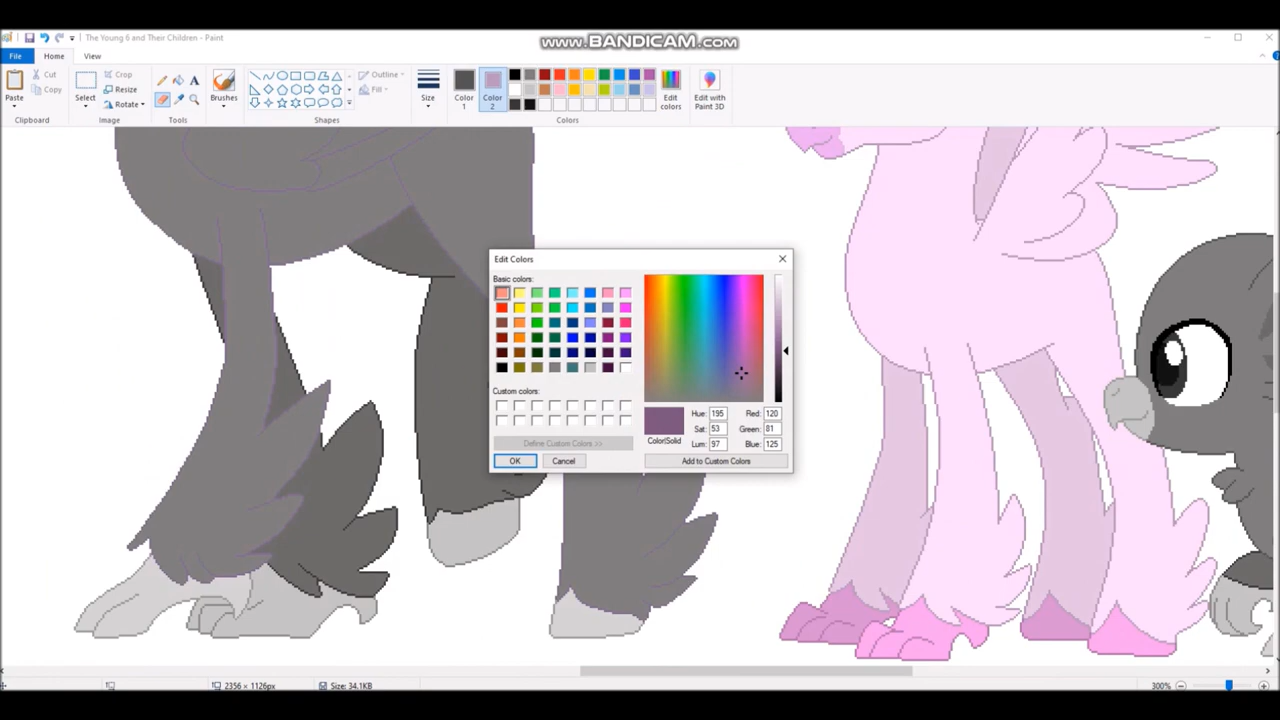 The Young 6 and Their Children - Paint
www.BANDICAM.com
File
Home
View
Paste
Cut
Copy
Clipboard
Select
Crop
Resize
Rotate
Image
Tools
Brushes
Shapes
Outline
Fill
Size
Color 1
Color 2
Colors
Edit colors
Edit with Paint 3D
Edit Colors
Basic colors:
Custom colors:
Define Custom Colors >>
OK
Cancel
Color|Solid
Hue: 195
Sat: 53
Lum: 97
Red: 120
Green: 81
Blue: 125
Add to Custom Colors
2356 × 1126px
Size: 34.1KB
300%